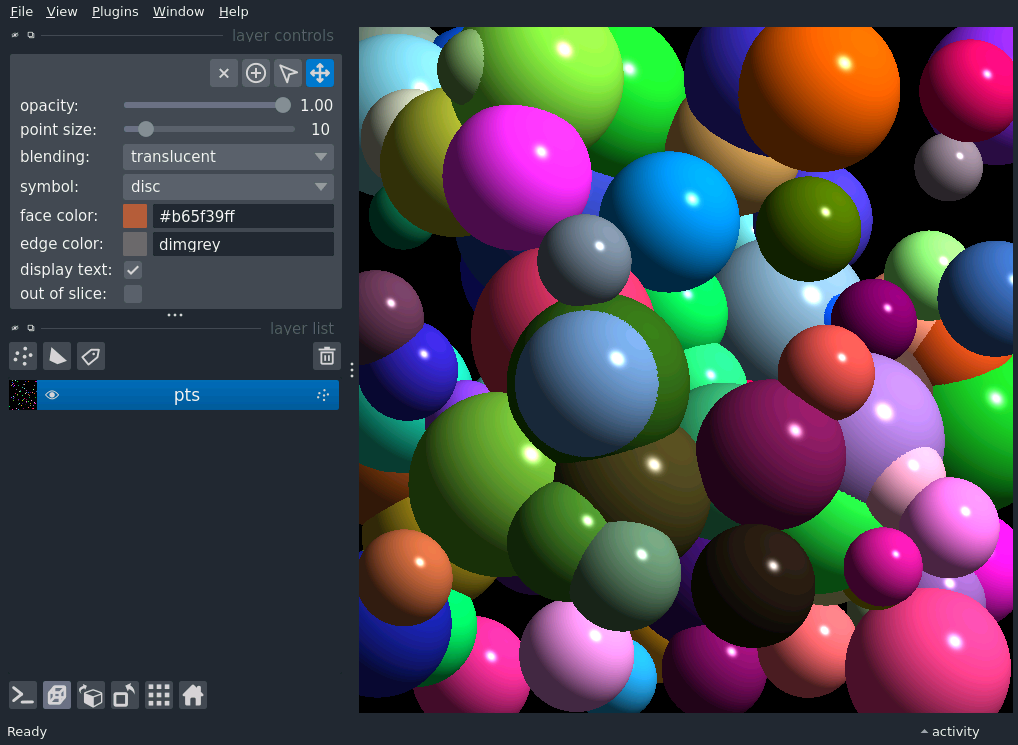 File View Plugins Window Help
layer controls
opacity: 1.00
point size: 10
blending: translucent
symbol: disc
face color: #b65f39ff
edge color: dimgrey
display text:
out of slice:
layer list
pts
Ready activity